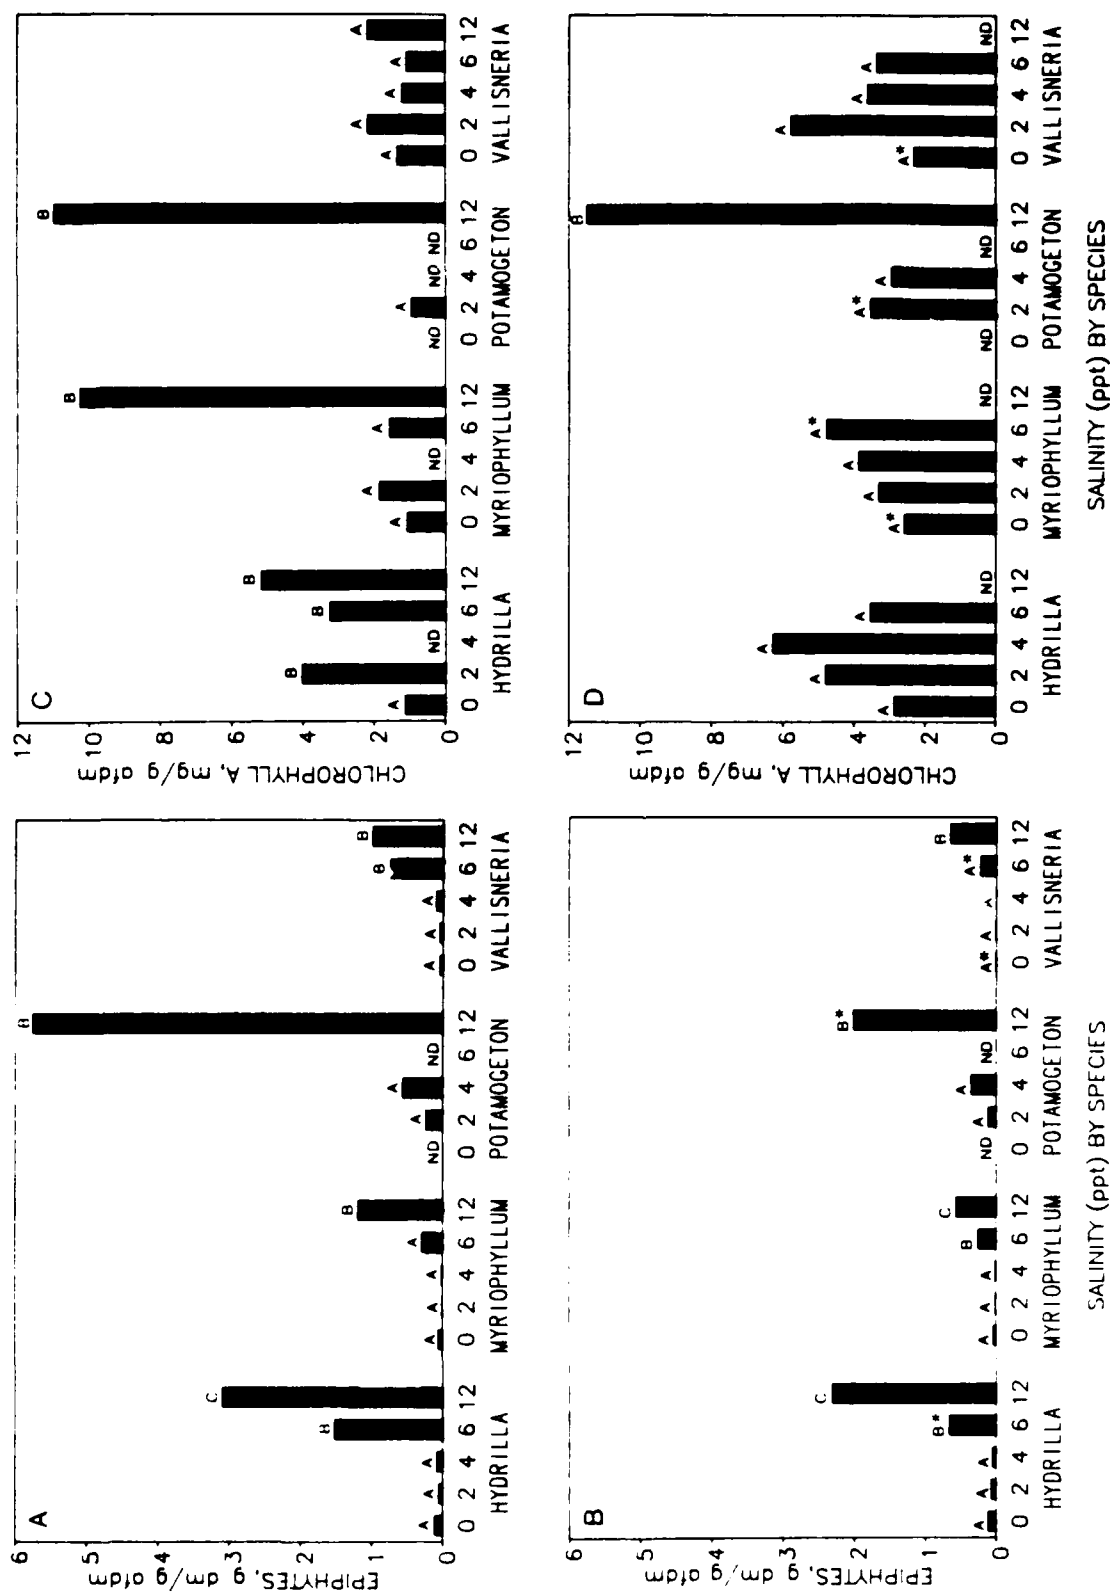 A
EPIPHYTES, g dm/g afdm
6
5
4
3
2
1
0
A A A B C A A A A B ND A A ND B A A A B B
0 2 4 6 12 0 2 4 6 12 0 2 4 6 12 0 2 4 6 12
HYDRILLA MYRIOPHYLLUM POTAMOGETON VALLISNERIA
C
CHLOROPHYLL A, mg/g afdm
12
10
8
6
4
2
0
A B ND B B A A ND A B ND A ND ND B A A A A A
0 2 4 6 12 0 2 4 6 12 0 2 4 6 12 0 2 4 6 12
HYDRILLA MYRIOPHYLLUM POTAMOGETON VALLISNERIA
B
EPIPHYTES, g dm/g afdm
6
5
4
3
2
1
0
A A A B* C A A A B C ND A A ND B* A* A A A* B
0 2 4 6 12 0 2 4 6 12 0 2 4 6 12 0 2 4 6 12
HYDRILLA MYRIOPHYLLUM POTAMOGETON VALLISNERIA
SALINITY (ppt) BY SPECIES
D
CHLOROPHYLL A, mg/g afdm
12
10
8
6
4
2
0
A A A A ND A* A A A* ND ND A* A ND B A* A A A ND
0 2 4 6 12 0 2 4 6 12 0 2 4 6 12 0 2 4 6 12
HYDRILLA MYRIOPHYLLUM POTAMOGETON VALLISNERIA
SALINITY (ppt) BY SPECIES